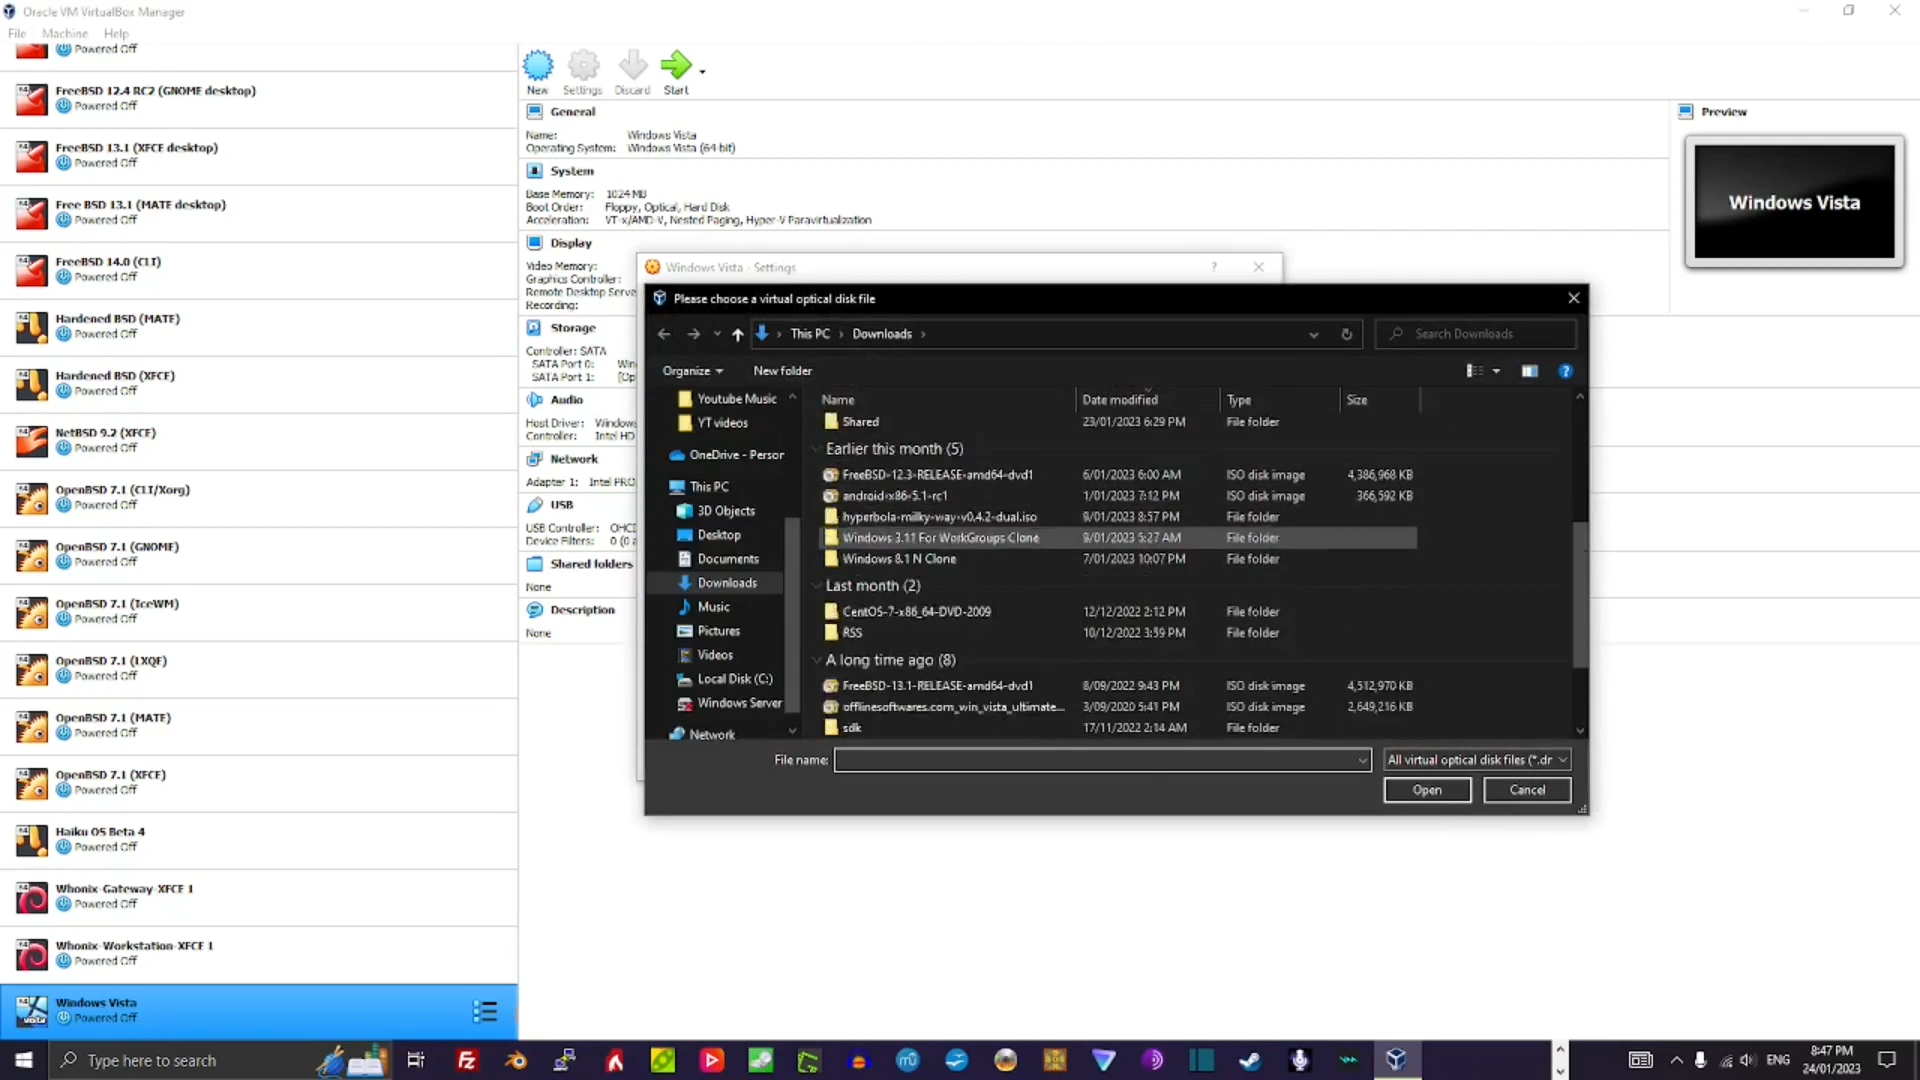 Oracle VM VirtualBox Manager
File Machine Help
Powered Off
FreeBSD 12.4 RC2 (GNOME desktop)
Powered Off
FreeBSD 13.1 (XFCE desktop)
Powered Off
Free BSD 13.1 (MATE desktop)
Powered Off
FreeBSD 14.0 (CLI)
Powered Off
Hardened BSD (MATE)
Powered Off
Hardened BSD (XFCE)
Powered Off
NetBSD 9.2 (XFCE)
Powered Off
OpenBSD 7.1 (CLI/Xorg)
Powered Off
OpenBSD 7.1 (GNOME)
Powered Off
OpenBSD 7.1 (IceWM)
Powered Off
OpenBSD 7.1 (LXQF)
Powered Off
OpenBSD 7.1 (MATE)
Powered Off
OpenBSD 7.1 (XFCE)
Powered Off
Haiku OS Beta 4
Powered Off
Whonix-Gateway-XFCE 1
Powered Off
Whonix-Workstation-XFCE 1
Powered Off
Windows Vista
Powered Off
New Settings Discard Start
General
Name: Windows Vista
Operating System: Windows Vista (64-bit)
System
Base Memory: 1024 MB
Boot Order: Floppy, Optical, Hard Disk
Acceleration: VT-x/AMD-V, Nested Paging, Hyper-V Paravirtualization
Display
Video Memory:
Graphics Controller:
Remote Desktop Serve
Recording:
Storage
Controller: SATA
SATA Port 0: Win
SATA Port 1: [Op
Audio
Host Driver: Windows
Controller: Intel HD
Network
Adapter 1: Intel PRO
USB
USB Controller: OHCI
Device Filters: 0 (0 a
Shared folders
None
Description
None
Preview
Windows Vista
Windows Vista - Settings ?
Please choose a virtual optical disk file
This PC Downloads
Search Downloads
Organize New folder
Youtube Music
YT videos
OneDrive - Person
This PC
3D Objects
Desktop
Documents
Downloads
Music
Pictures
Videos
Local Disk (C:)
Windows Server
Network
Name Date modified Type Size
Shared 23/01/2023 6:29 PM File folder
Earlier this month (5)
FreeBSD-12.3-RELEASE-amd64-dvd1 6/01/2023 6:00 AM ISO disk image 4,386,968 KB
android-x86-5.1-rc1 1/01/2023 7:12 PM ISO disk image 366,592 KB
hyperbola-milky-way-v0.4.2-dual.iso 9/01/2023 8:57 PM File folder
Windows 3.11 For WorkGroups Clone 9/01/2023 5:27 AM File folder
Windows 8.1 N Clone 7/01/2023 10:07 PM File folder
Last month (2)
CentOS-7-x86_64-DVD-2009 12/12/2022 2:12 PM File folder
RSS 10/12/2022 3:59 PM File folder
A long time ago (8)
FreeBSD-13.1-RELEASE-amd64-dvd1 8/09/2022 9:43 PM ISO disk image 4,512,970 KB
offlinesoftwares.com_win_vista_ultimate... 3/09/2020 5:41 PM ISO disk image 2,649,216 KB
sdk 17/11/2022 2:14 AM File folder
File name: All virtual optical disk files (*.dr
Open Cancel
Type here to search
ENG
8:47 PM
24/01/2023